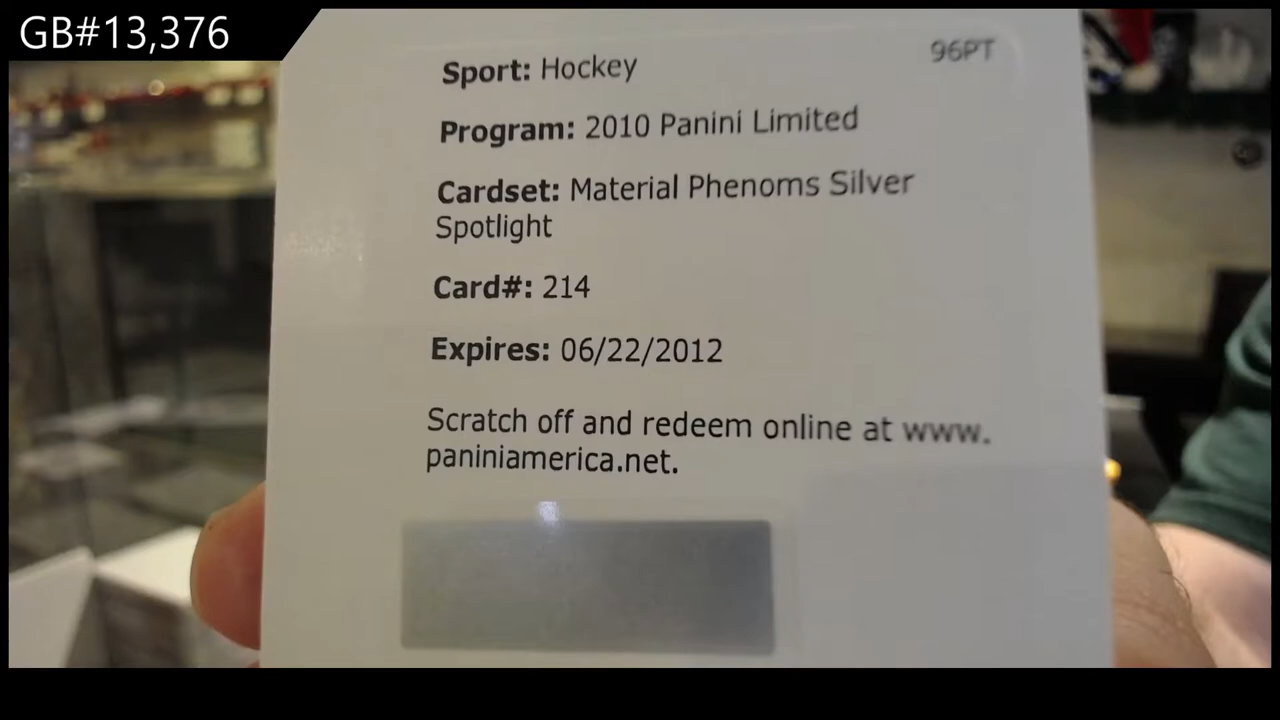 GB#13,376
96PT
Sport: Hockey
Program: 2010 Panini Limited
Cardset: Material Phenoms Silver
Spotlight
Card#: 214
Expires: 06/22/2012
Scratch off and redeem online at www.
paniniamerica.net.